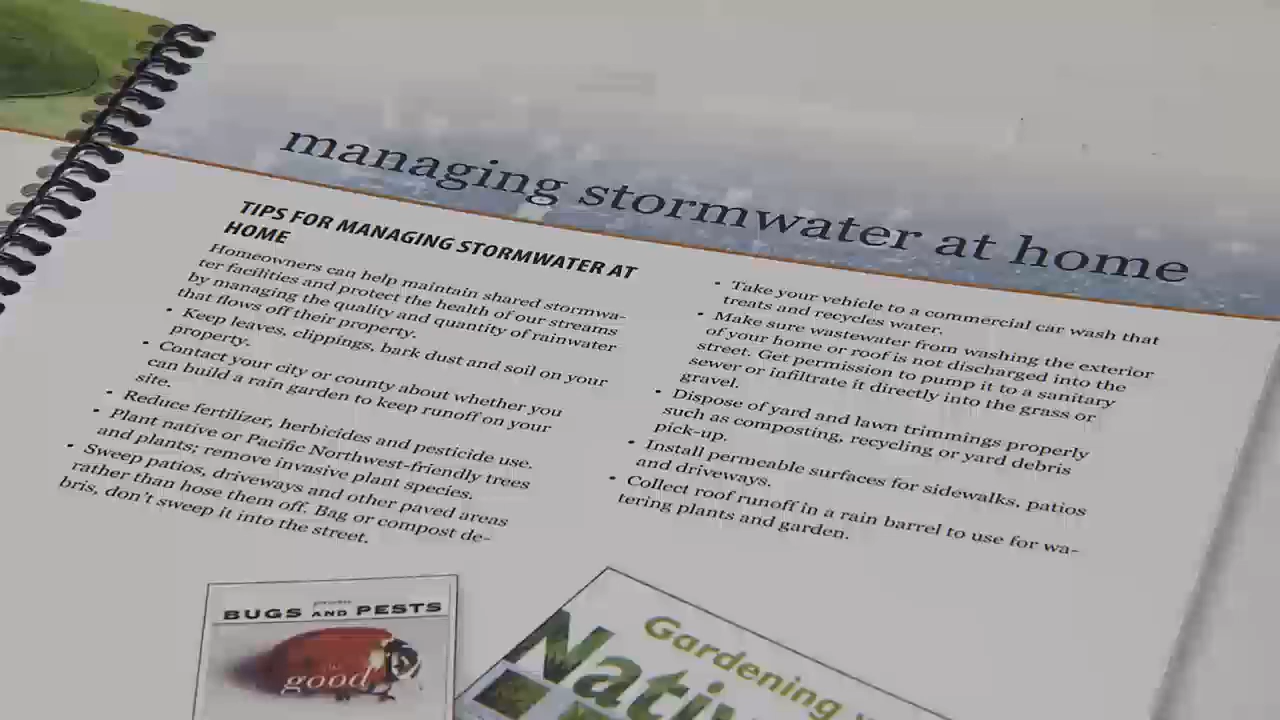 managing stormwater at home
TIPS FOR MANAGING STORMWATER AT
HOME
Homeowners can help maintain shared stormwa-
ter facilities and protect the health of our streams
by managing the quality and quantity of rainwater
that flows off their property.
• Keep leaves, clippings, bark dust and soil on your
property.
• Contact your city or county about whether you
can build a rain garden to keep runoff on your
site.
• Reduce fertilizer, herbicides and pesticide use.
• Plant native or Pacific Northwest-friendly trees
and plants; remove invasive plant species.
• Sweep patios, driveways and other paved areas
rather than hose them off. Bag or compost de-
bris, don't sweep it into the street.
• Take your vehicle to a commercial car wash that
treats and recycles water.
• Make sure wastewater from washing the exterior
of your home or roof is not discharged into the
street. Get permission to pump it to a sanitary
sewer or infiltrate it directly into the grass or
gravel.
• Dispose of yard and lawn trimmings properly
such as composting, recycling or yard debris
pick-up.
• Install permeable surfaces for sidewalks, patios
and driveways.
• Collect roof runoff in a rain barrel to use for wa-
tering plants and garden.
BUGS AND PESTS
good
Gardening
Nativ